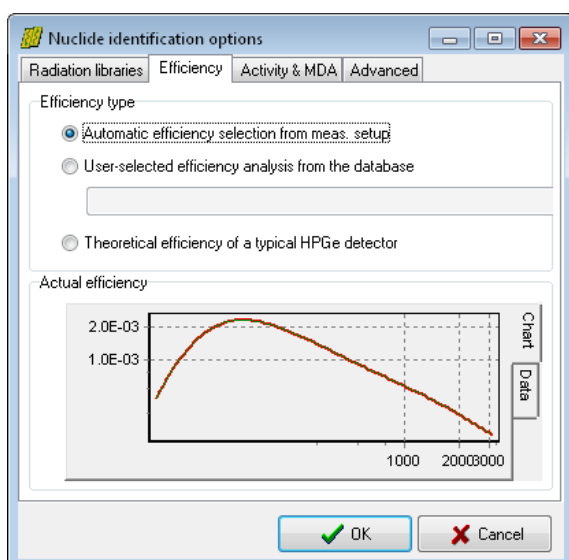 Nuclide identification options
Radiation libraries Efficiency Activity & MDA Advanced
Efficiency type
Automatic efficiency selection from meas. setup
User-selected efficiency analysis from the database
Theoretical efficiency of a typical HPGe detector
Actual efficiency
2.0E-03
1.0E-03
1000 20003000
Chart
Data
OK Cancel